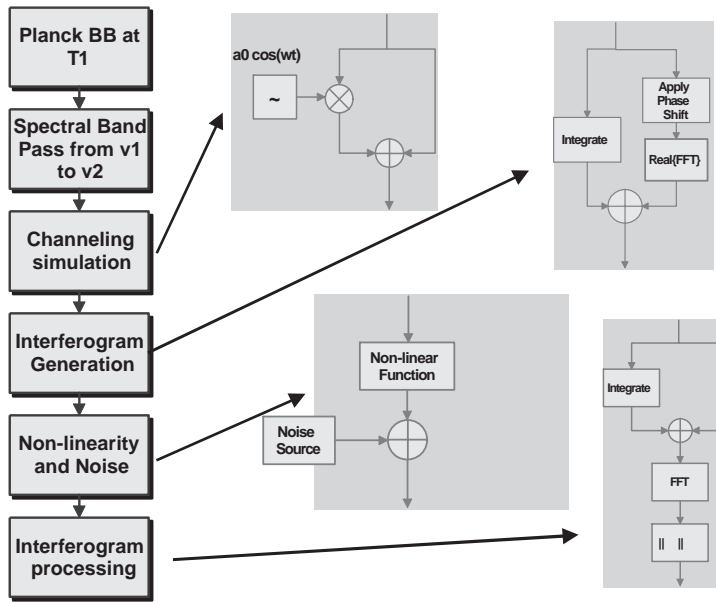 Planck BB at
T1
Spectral Band
Pass from v1
to v2
Channeling
simulation
Interferogram
Generation
Non-linearity
and Noise
Interferogram
processing
a0 cos(wt)
~
Apply
Phase
Shift
Integrate
Real{FFT}
Non-linear
Function
Noise
Source
Integrate
FFT
|| ||